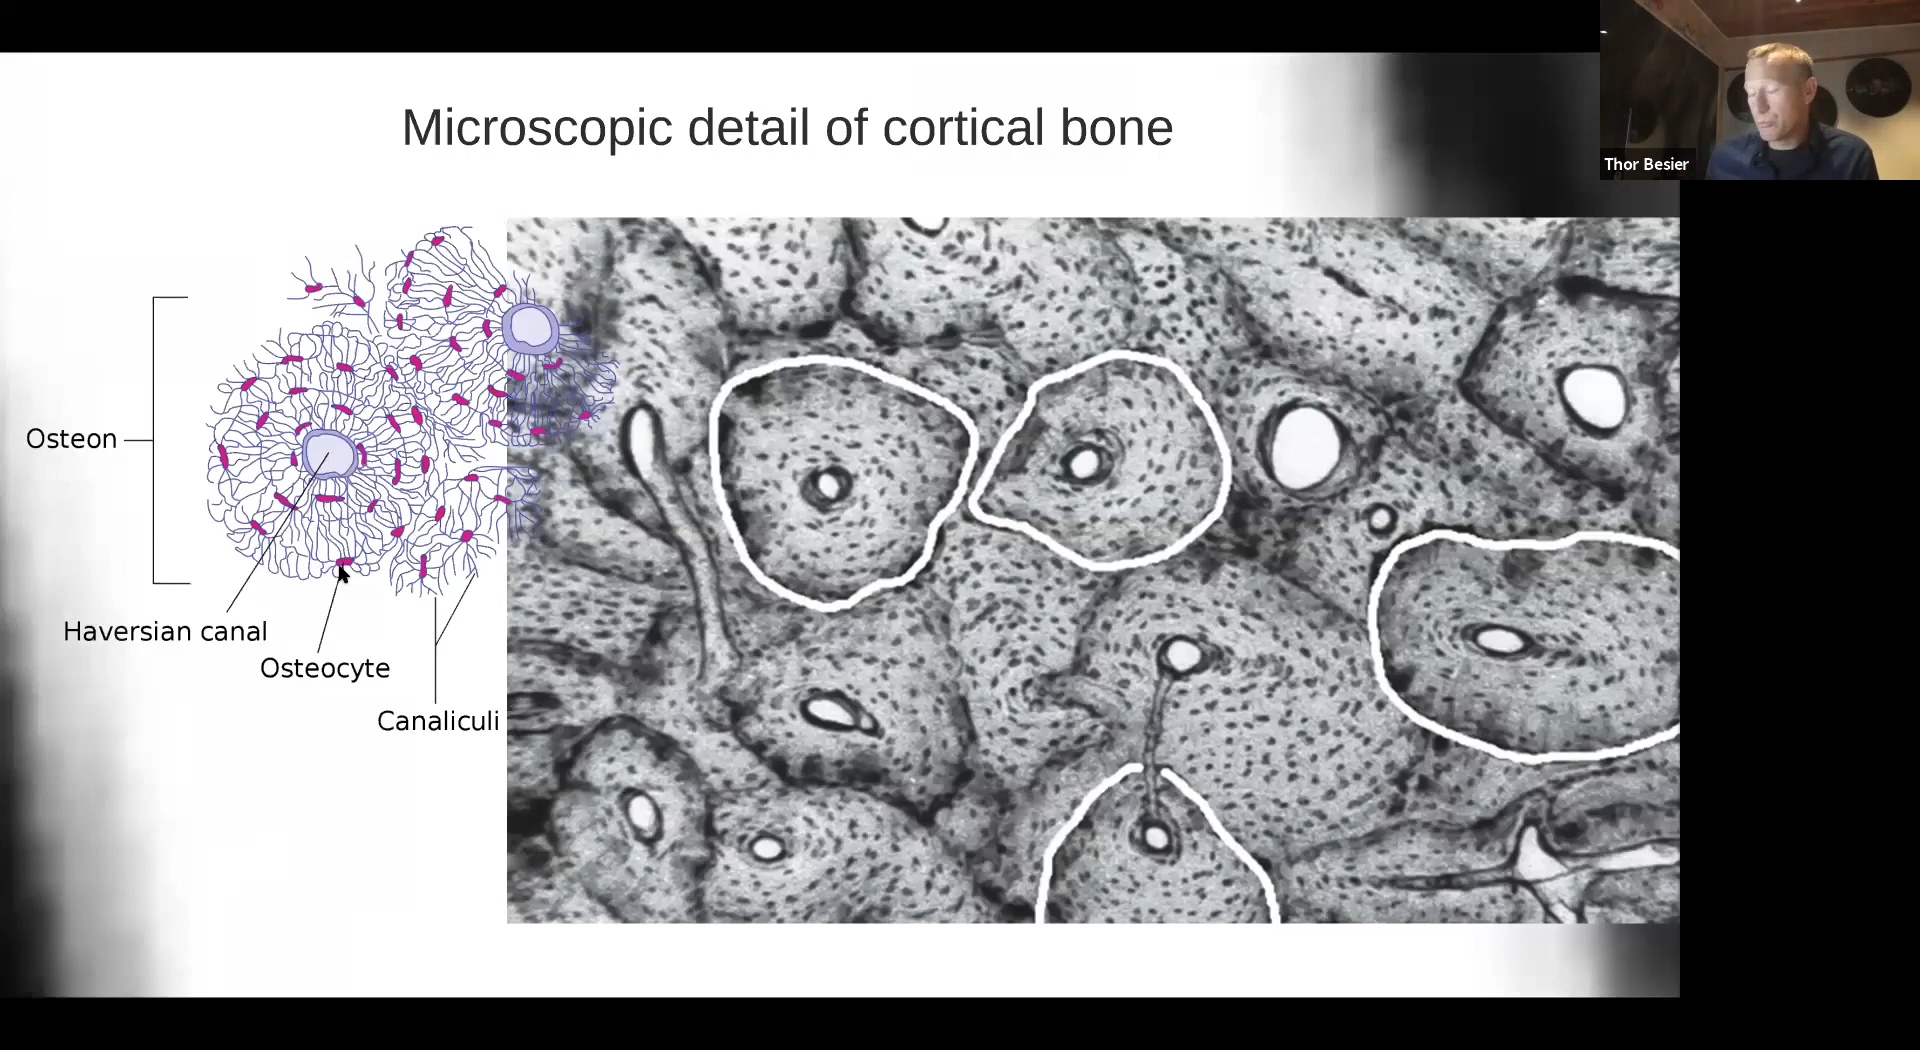 Microscopic detail of cortical bone
Thor Besier
Osteon
Haversian canal
Osteocyte
Canaliculi